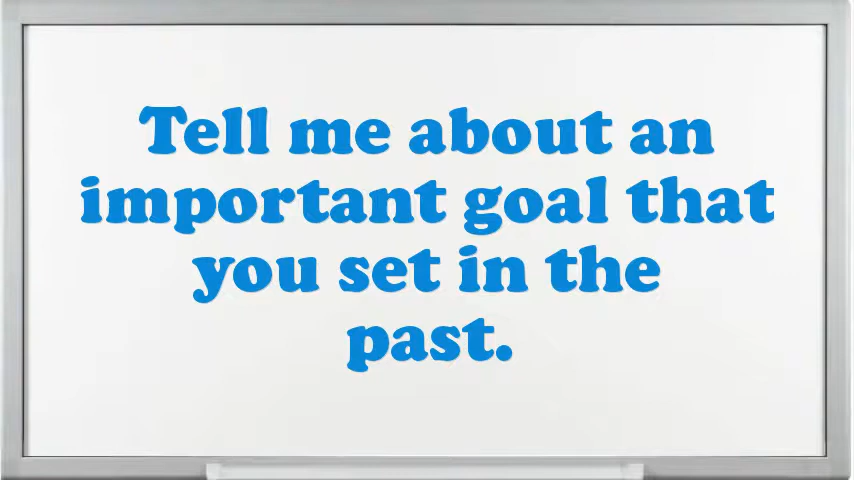 Tell me about an
important goal that
you set in the
past.